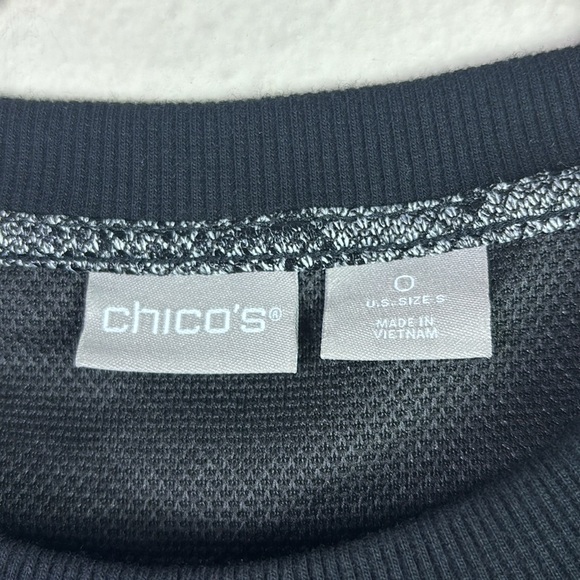 chico's®
0
U.S. SIZE S
MADE IN
VIETNAM